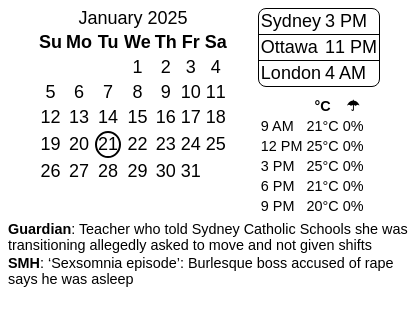 January 2025
Su Mo Tu We Th Fr Sa
1 2 3 4
5 6 7 8 9 10 11
12 13 14 15 16 17 18
19 20 21 22 23 24 25
26 27 28 29 30 31
Sydney 3 PM
Ottawa 11 PM
London 4 AM
°C ☂
9 AM 21°C 0%
12 PM 25°C 0%
3 PM 25°C 0%
6 PM 21°C 0%
9 PM 20°C 0%
Guardian: Teacher who told Sydney Catholic Schools she was
transitioning allegedly asked to move and not given shifts
SMH: ‘Sexsomnia episode’: Burlesque boss accused of rape
says he was asleep